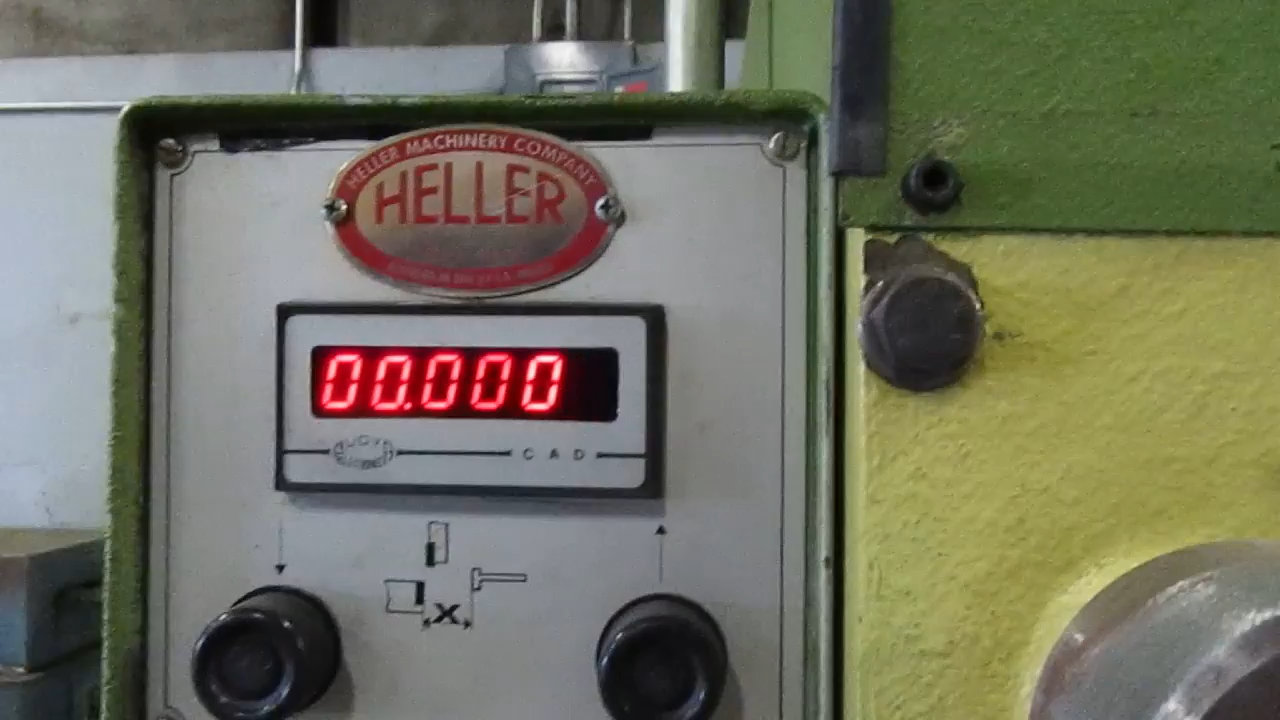 HELLER MACHINERY COMPANY
HELLER
00.000
CAD
X